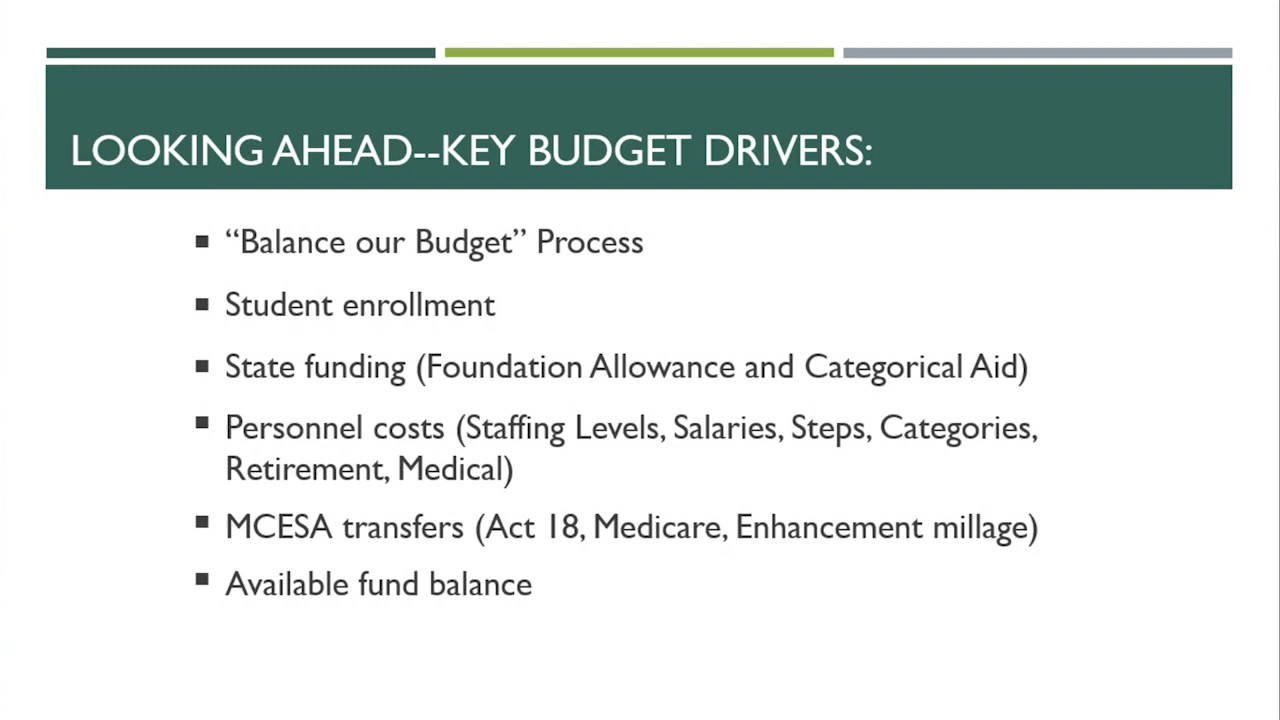 LOOKING AHEAD--KEY BUDGET DRIVERS:
▪ “Balance our Budget” Process
▪ Student enrollment
▪ State funding (Foundation Allowance and Categorical Aid)
▪ Personnel costs (Staffing Levels, Salaries, Steps, Categories,
Retirement, Medical)
▪ MCESA transfers (Act 18, Medicare, Enhancement millage)
▪ Available fund balance